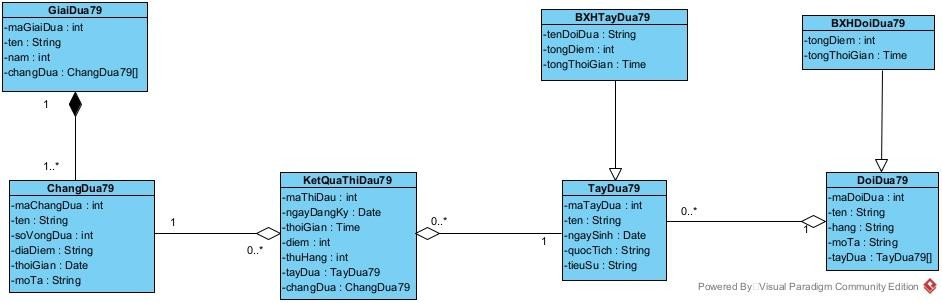 GiaiDua79
-maGiaiDua : int
-ten : String
-nam : int
-changDua : ChangDua79[]
BXHTayDua79
-tenDoiDua : String
-tongDiem : int
-tongThoiGian : Time
BXHDoiDua79
-tongDiem : int
-tongThoiGian : Time
1
1..*
ChangDua79
-maChangDua : int
-ten : String
-soVongDua : int
-diaDiem : String
-thoiGian : Date
-moTa : String
1
0..*
KetQuaThiDau79
-maThiDau : int
-ngayDangKy : Date
-thoiGian : Time
-diem : int
-thuHang : int
-tayDua : TayDua79
-changDua : ChangDua79
0..*
1
TayDua79
-maTayDua : int
-ten : String
-ngaySinh : Date
-quocTich : String
-tieuSu : String
0..*
1
DoiDua79
-maDoiDua : int
-ten : String
-hang : String
-moTa : String
-tayDua : TayDua79[]
Powered By Visual Paradigm Community Edition